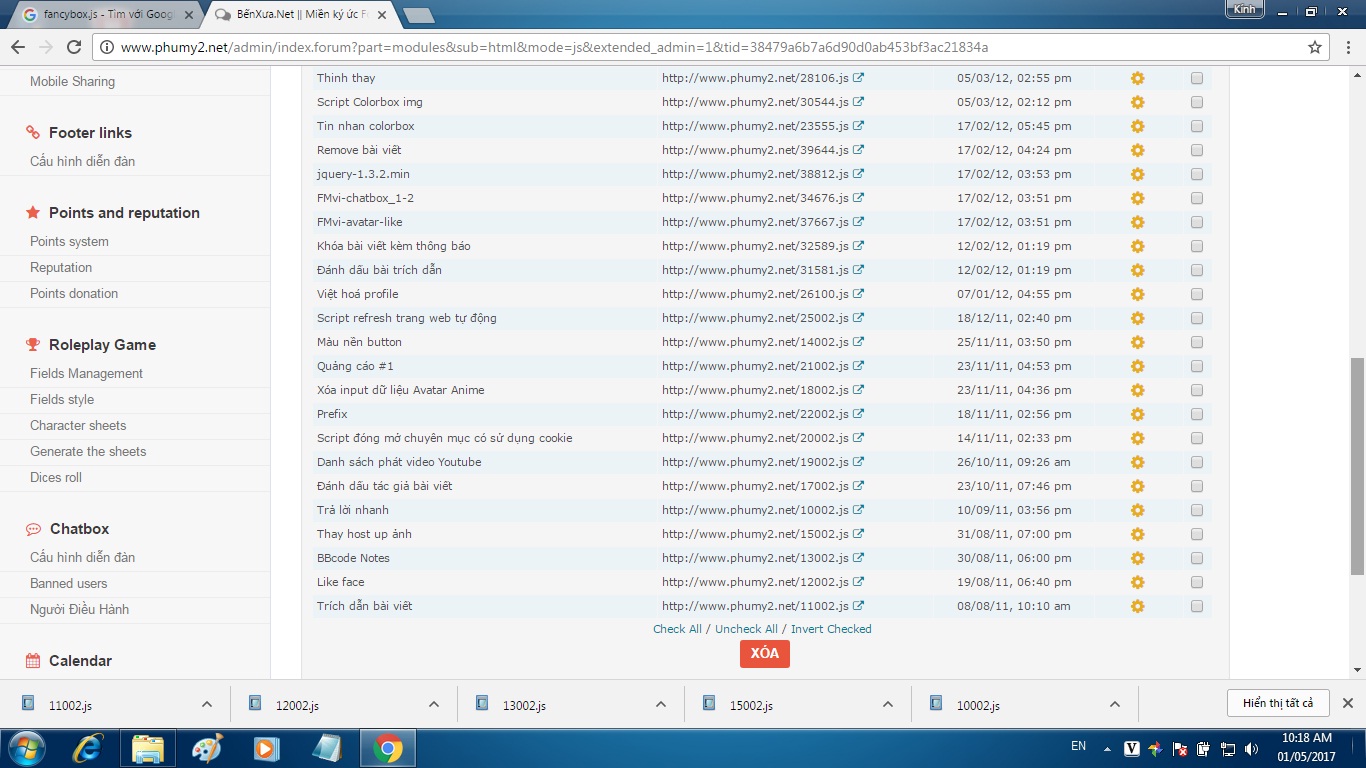 fancybox.js - Tìm với Goog
BếnXưa.Net || Miền ký ức F
Kính
www.phumy2.net/admin/index.forum?part=modules&sub=html&mode=js&extended_admin=1&tid=38479a6b7a6d90d0ab453bf3ac21834a
Mobile Sharing
Footer links
Cấu hình diễn đàn
Points and reputation
Points system
Reputation
Points donation
Roleplay Game
Fields Management
Fields style
Character sheets
Generate the sheets
Dices roll
Chatbox
Cấu hình diễn đàn
Banned users
Người Điều Hành
Calendar
Thinh thay http://www.phumy2.net/28106.js 05/03/12, 02:55 pm
Script Colorbox img http://www.phumy2.net/30544.js 05/03/12, 02:12 pm
Tin nhan colorbox http://www.phumy2.net/23555.js 17/02/12, 05:45 pm
Remove bài viết http://www.phumy2.net/39644.js 17/02/12, 04:24 pm
jquery-1.3.2.min http://www.phumy2.net/38812.js 17/02/12, 03:53 pm
FMvi-chatbox_1-2 http://www.phumy2.net/34676.js 17/02/12, 03:51 pm
FMvi-avatar-like http://www.phumy2.net/37667.js 17/02/12, 03:51 pm
Khóa bài viết kèm thông báo http://www.phumy2.net/32589.js 12/02/12, 01:19 pm
Đánh dấu bài trích dẫn http://www.phumy2.net/31581.js 12/02/12, 01:19 pm
Việt hoá profile http://www.phumy2.net/26100.js 07/01/12, 04:55 pm
Script refresh trang web tự động http://www.phumy2.net/25002.js 18/12/11, 02:40 pm
Màu nền button http://www.phumy2.net/14002.js 25/11/11, 03:50 pm
Quảng cáo #1 http://www.phumy2.net/21002.js 23/11/11, 04:53 pm
Xóa input dữ liệu Avatar Anime http://www.phumy2.net/18002.js 23/11/11, 04:36 pm
Prefix http://www.phumy2.net/22002.js 18/11/11, 02:56 pm
Script đóng mở chuyên mục có sử dụng cookie http://www.phumy2.net/20002.js 14/11/11, 02:33 pm
Danh sách phát video Youtube http://www.phumy2.net/19002.js 26/10/11, 09:26 am
Đánh dấu tác giả bài viết http://www.phumy2.net/17002.js 23/10/11, 07:46 pm
Trả lời nhanh http://www.phumy2.net/10002.js 10/09/11, 03:56 pm
Thay host up ảnh http://www.phumy2.net/15002.js 31/08/11, 07:00 pm
BBcode Notes http://www.phumy2.net/13002.js 30/08/11, 06:00 pm
Like face http://www.phumy2.net/12002.js 19/08/11, 06:40 pm
Trích dẫn bài viết http://www.phumy2.net/11002.js 08/08/11, 10:10 am
Check All / Uncheck All / Invert Checked
XÓA
11002.js
12002.js
13002.js
15002.js
10002.js
Hiển thị tất cả
EN
V
10:18 AM
01/05/2017